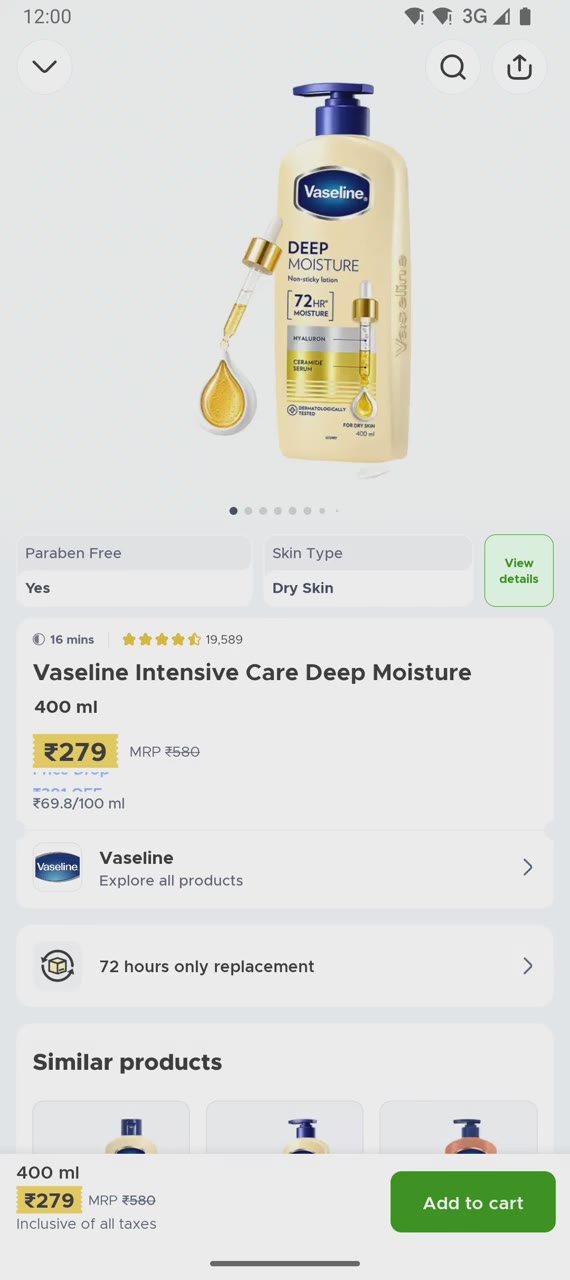 12:00
3G
Vaseline®
DEEP
MOISTURE
Non-sticky lotion
72HR*
MOISTURE
HYALURON
CERAMIDE
SERUM
DERMATOLOGICALLY
TESTED
FOR DRY SKIN
400 ml
Vaseline
Paraben Free
Yes
Skin Type
Dry Skin
View
details
16 mins
19,589
Vaseline Intensive Care Deep Moisture
400 ml
₹279 MRP ₹580
₹69.8/100 ml
Vaseline
Vaseline
Explore all products
72 hours only replacement
Similar products
400 ml
₹279 MRP ₹580
Inclusive of all taxes
Add to cart